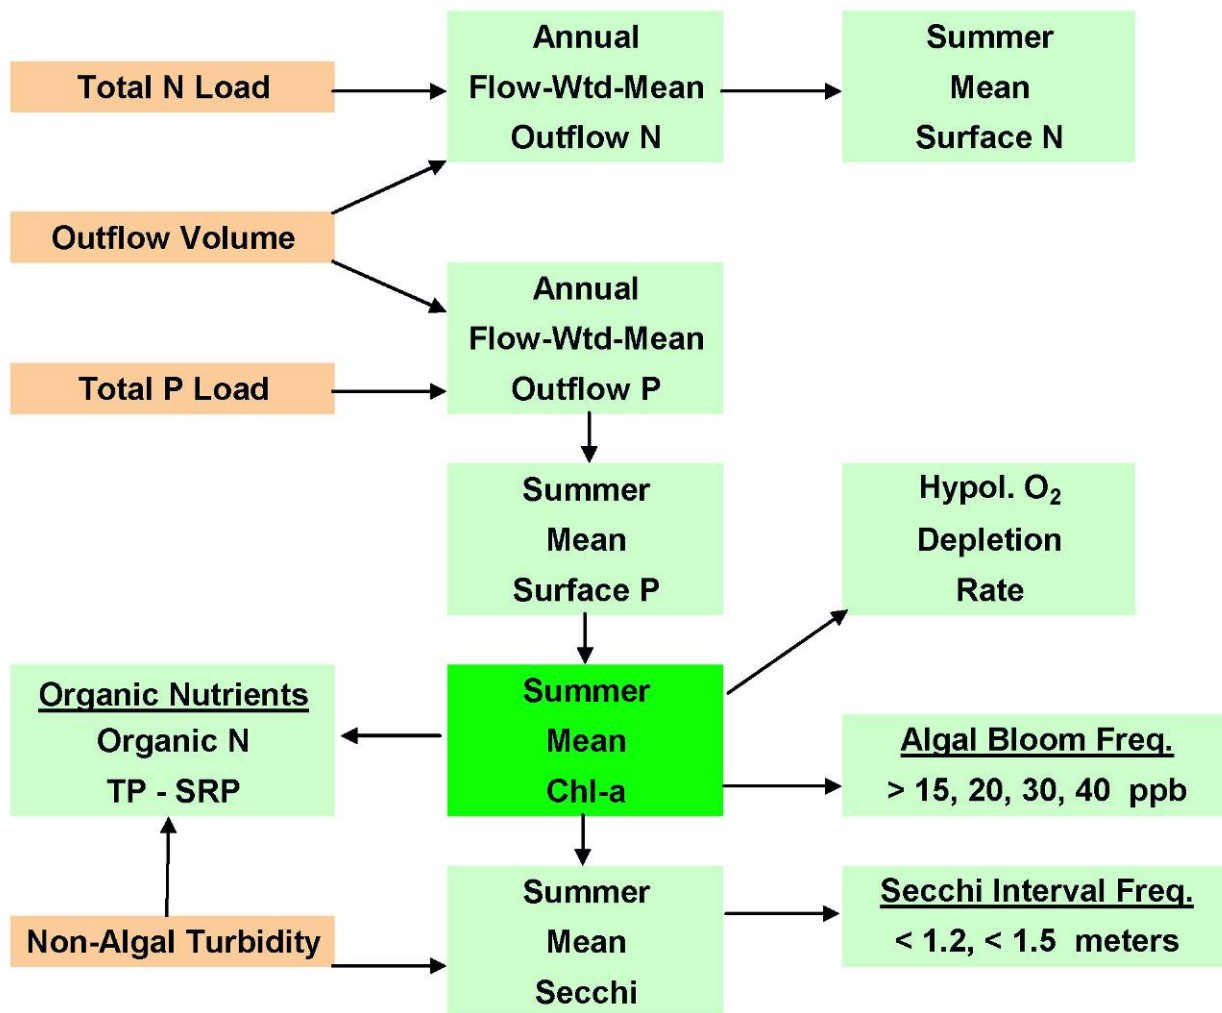 Total N Load
Annual
Flow-Wtd-Mean
Outflow N
Summer
Mean
Surface N
Outflow Volume
Annual
Flow-Wtd-Mean
Outflow P
Total P Load
Summer
Mean
Surface P
Hypol. O₂
Depletion
Rate
Organic Nutrients
Organic N
TP - SRP
Summer
Mean
Chl-a
Algal Bloom Freq.
> 15, 20, 30, 40 ppb
Non-Algal Turbidity
Summer
Mean
Secchi
Secchi Interval Freq.
< 1.2, < 1.5 meters